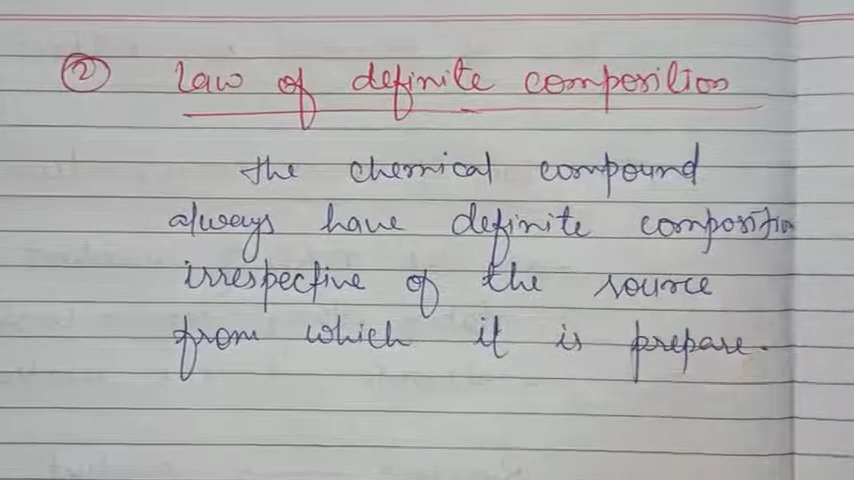 ② Law of definite composition
the chemical compound
always have definite composition
irrespective of the source
from which it is prepare.